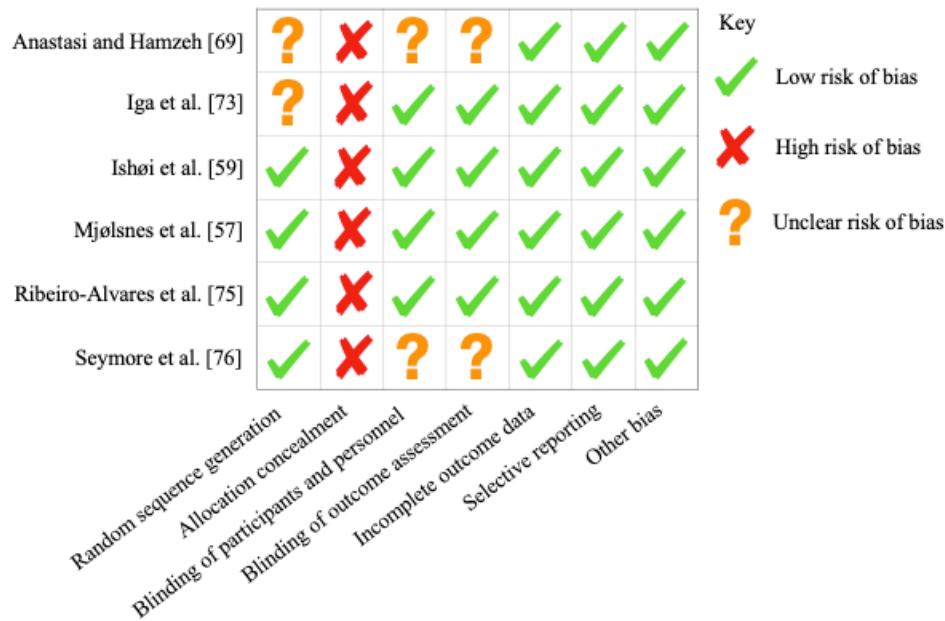 Anastasi and Hamzeh [69]
Iga et al. [73]
Ishøi et al. [59]
Mjølsnes et al. [57]
Ribeiro-Alvares et al. [75]
Seymore et al. [76]
Random sequence generation
Allocation concealment
Blinding of participants and personnel
Blinding of outcome assessment
Incomplete outcome data
Selective reporting
Other bias
Key
Low risk of bias
High risk of bias
Unclear risk of bias